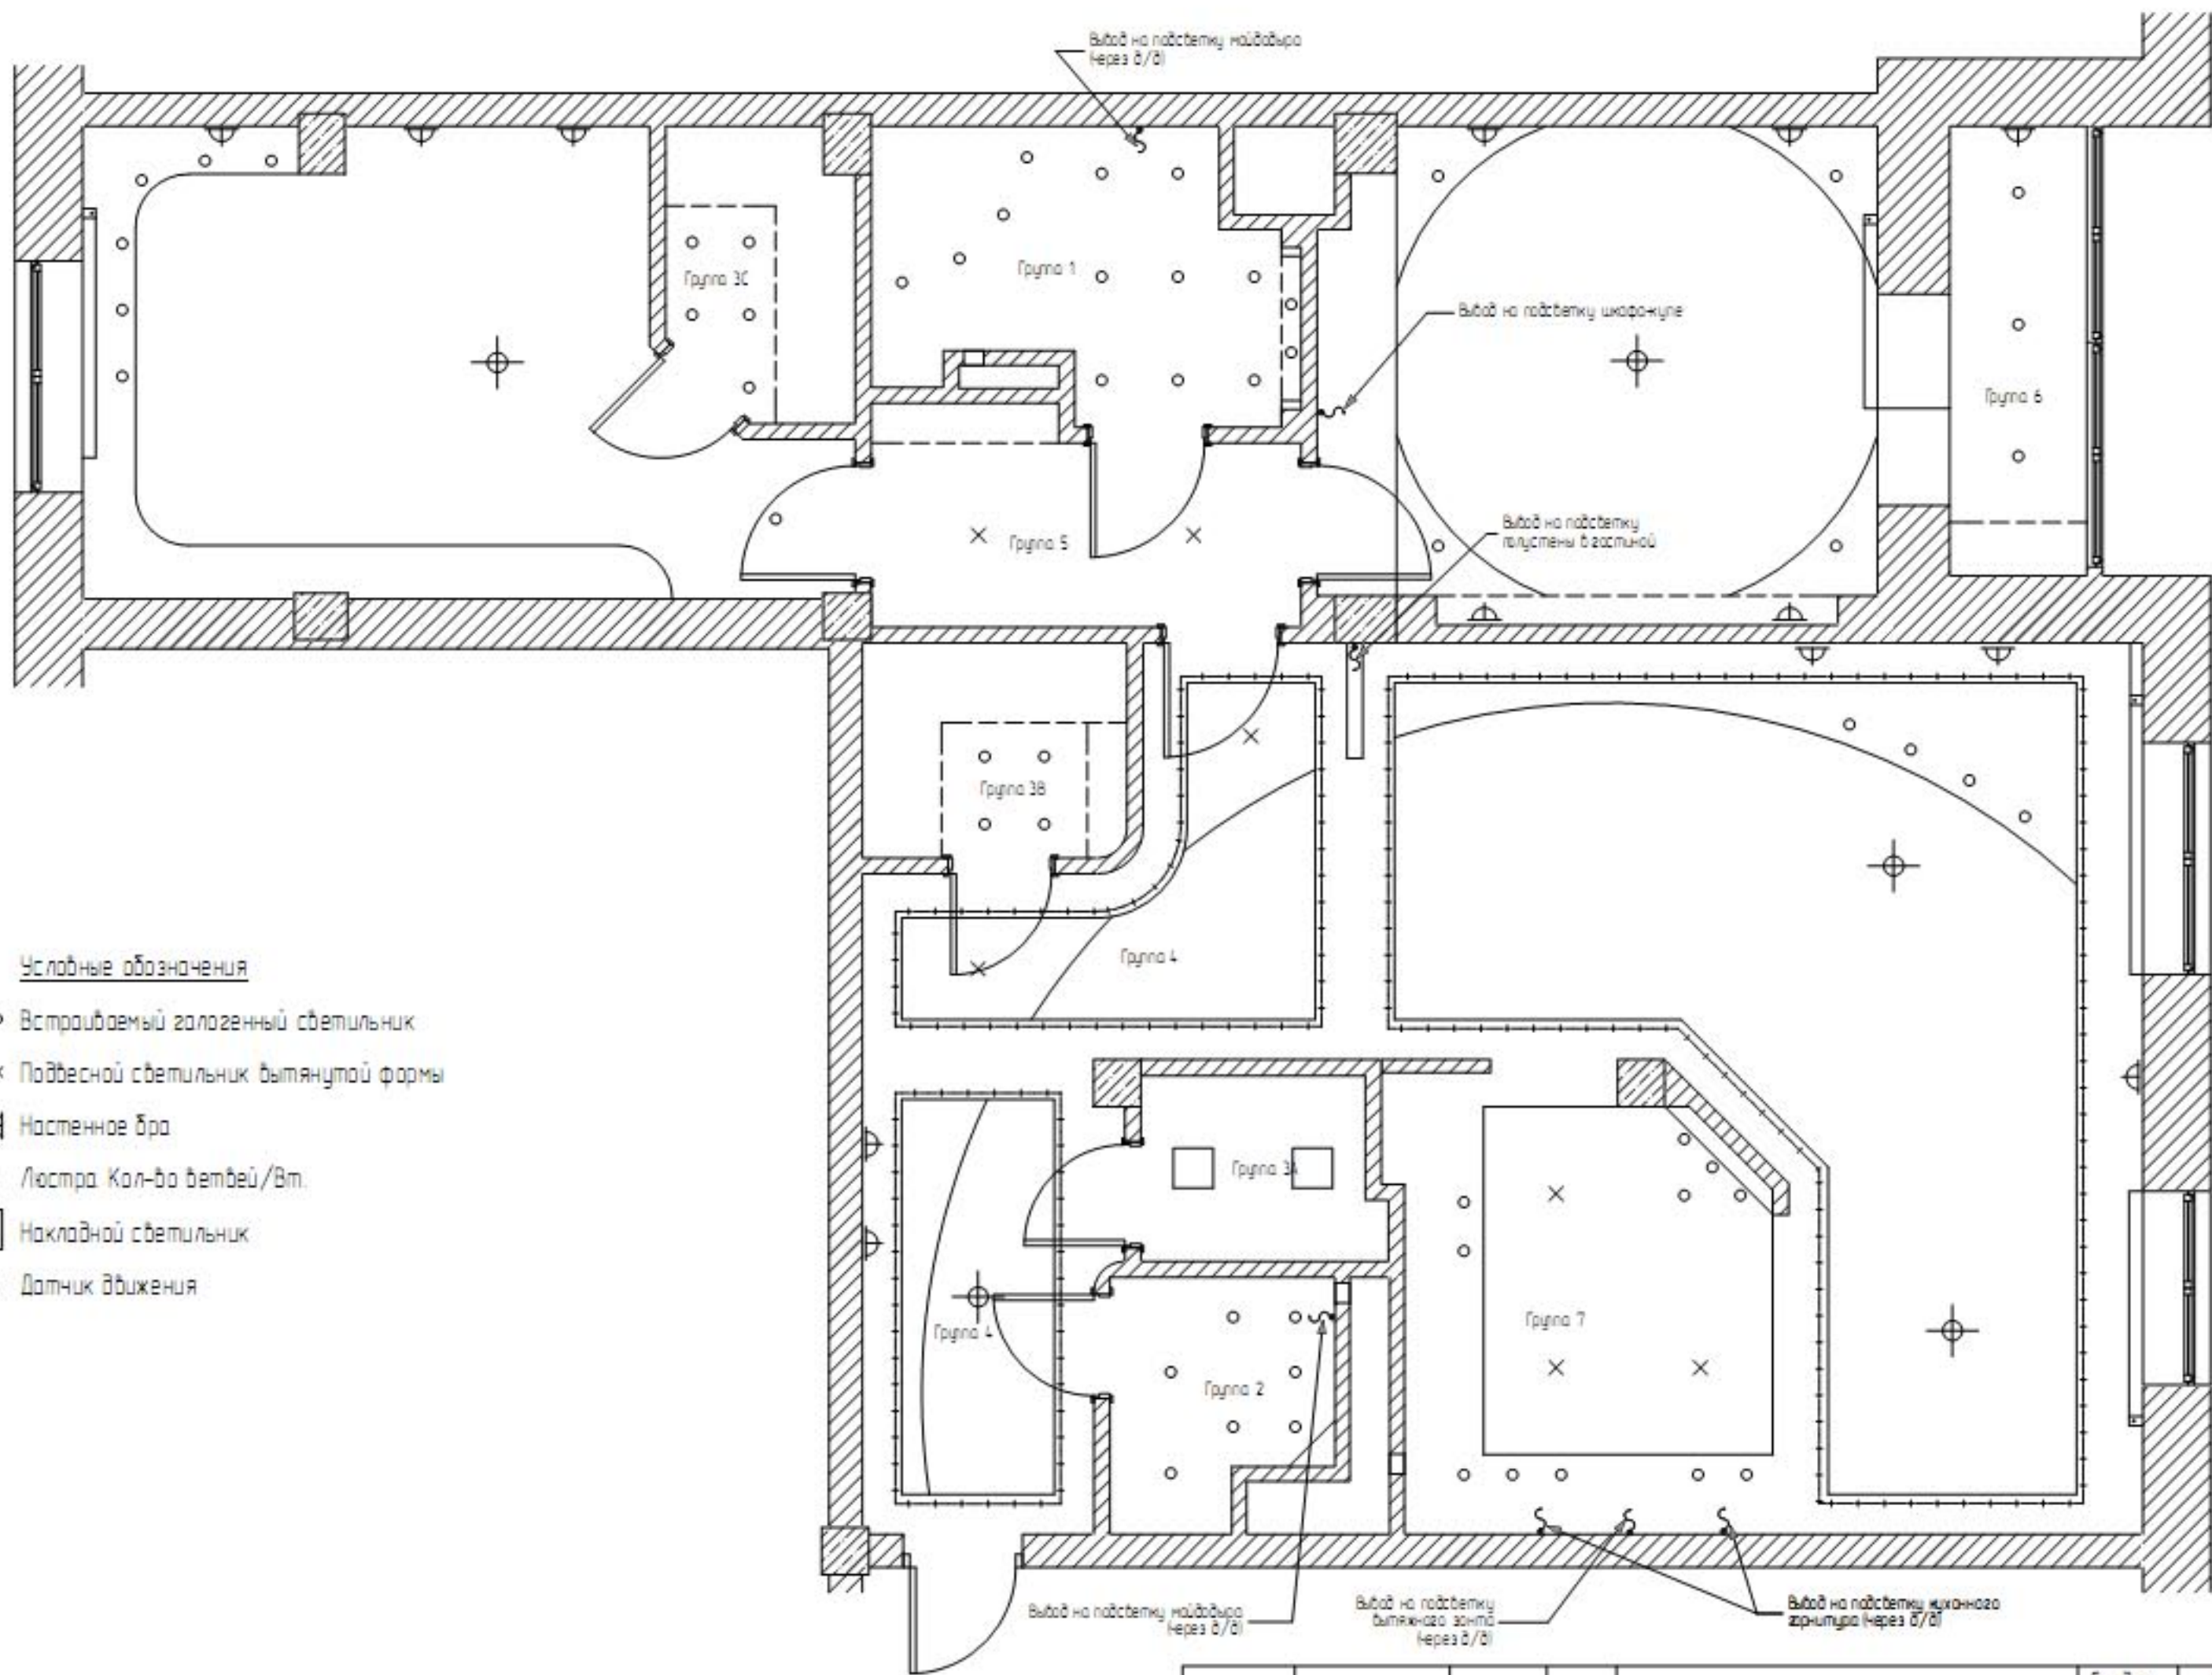 Вывод на подсветку мойдодыра
(через д/д)
Группа 3С
Группа 1
Вывод на подсветку шкафа-купе
Группа 6
Вывод на подсветку
полустены в гостиной
Группа 5
Группа 3В
Группа 4
Условные обозначения
Встраиваемый галогенный светильник
Подвесной светильник вытянутой формы
Настенное бра
Люстра. Кол-во ветвей/Вт.
Накладной светильник
Датчик движения
Группа 3А
Группа 4
Группа 7
Группа 2
Вывод на подсветку мойдодыра
(через д/д)
Вывод на подсветку
вытяжного зонта
(через д/д)
Вывод на подсветку кухонного
гарнитура (через д/д)